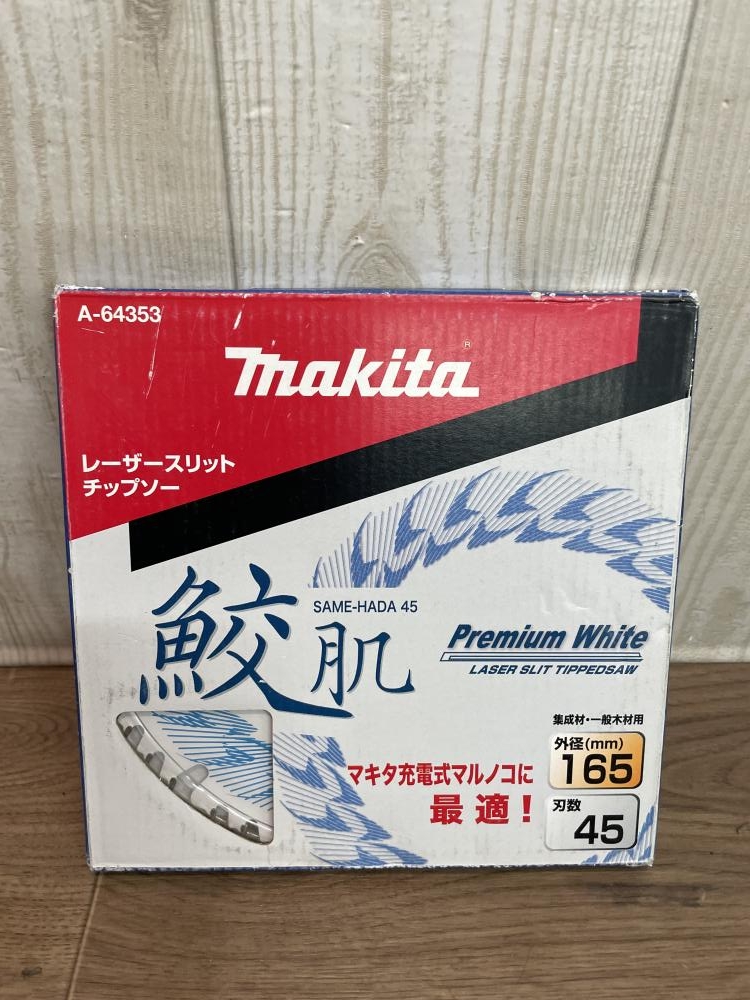 A-64353
makita®
レーザースリット
チップソー
鮫肌
SAME-HADA 45
Premium White
LASER SLIT TIPPEDSAW
集成材・一般木材用
外径(mm)
165
マキタ充電式マルノコに
最適！
刃数
45